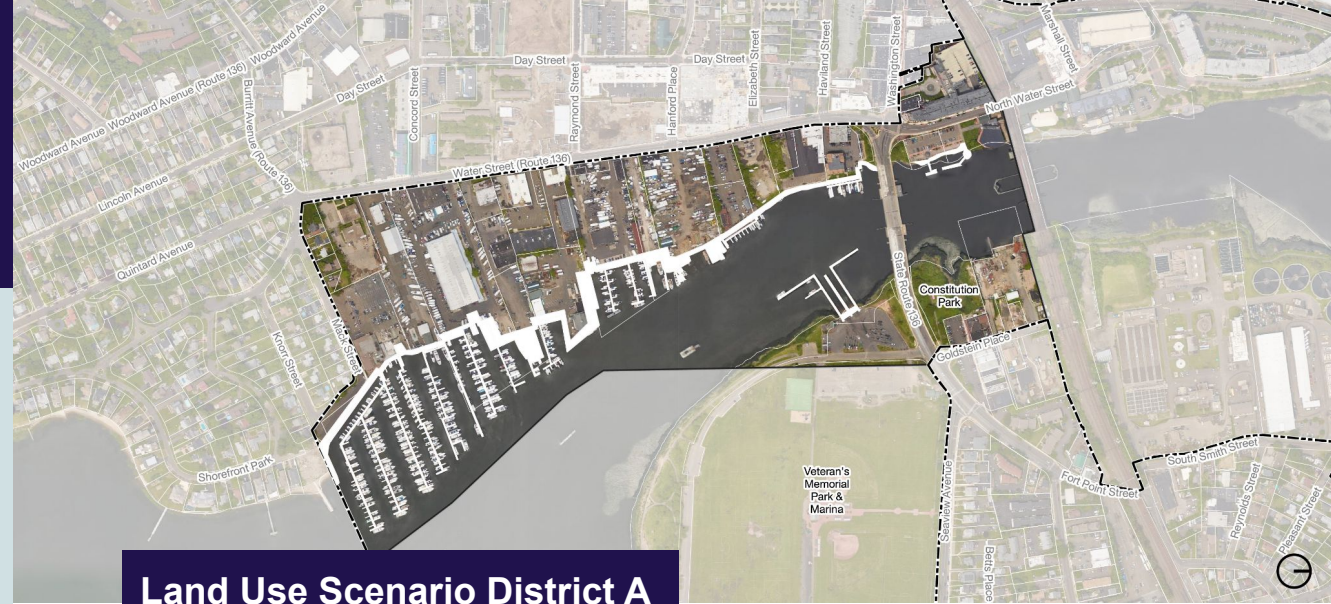 Woodward Avenue
Woodward Avenue
Woodward Avenue (Route 136)
Burritt Avenue (Route 136)
Day Street
Concord Street
Day Street
Raymond Street
Hanford Place
Day Street
Elizabeth Street
Haviland Street
Washington Street
Marshall Street
North Water Street
Lincoln Avenue
Quintard Avenue
Water Street (Route 136)
Knorr Street
Mack Street
Shorefront Park
State Route 136
Constitution
Park
Goldstein Place
Veteran's
Memorial
Park &
Marina
Seaview Avenue
Betts Place
Fort Point Street
South Smith Street
Reynolds Street
Pleasant Street
Land Use Scenario District A